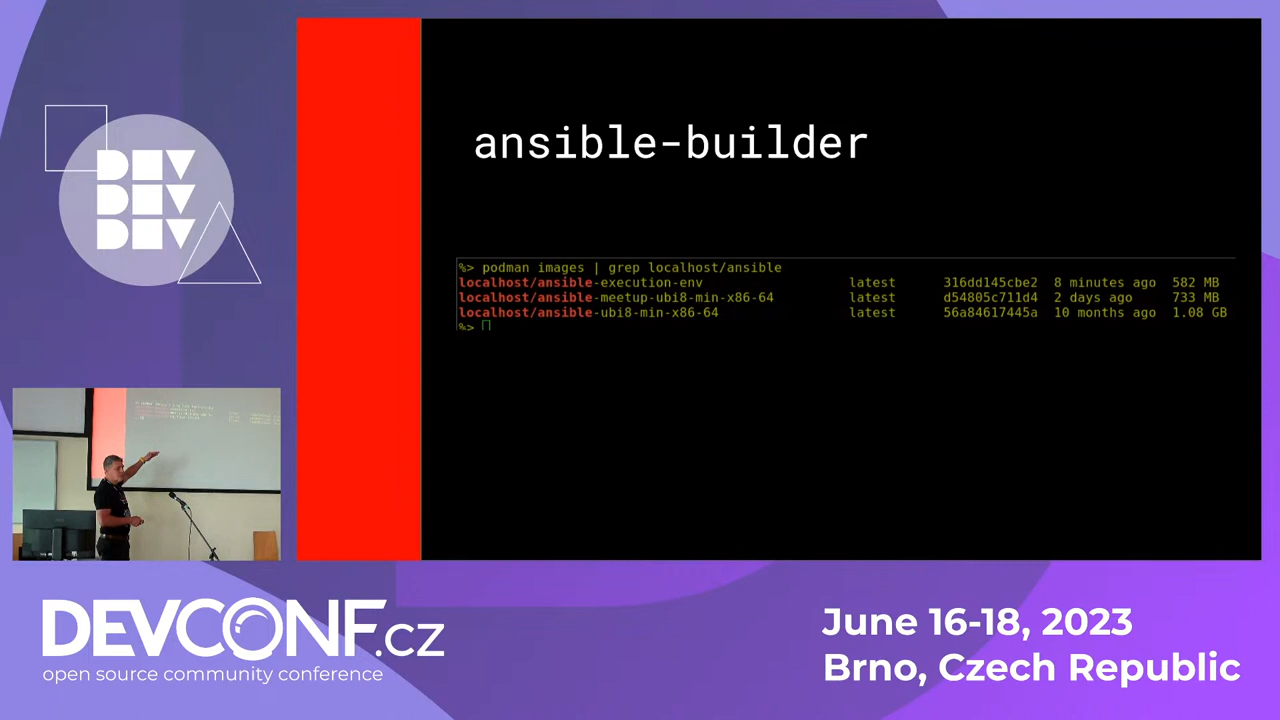 DEV
DEV
DEV
ansible-builder
%> podman images | grep localhost/ansible
localhost/ansible-execution-env latest 316dd145cbe2 8 minutes ago 582 MB
localhost/ansible-meetup-ubi8-min-x86-64 latest d54805c711d4 2 days ago 733 MB
localhost/ansible-ubi8-min-x86-64 latest 56a84617445a 10 months ago 1.08 GB
%>
DEVCONF.cz
open source community conference
June 16-18, 2023
Brno, Czech Republic